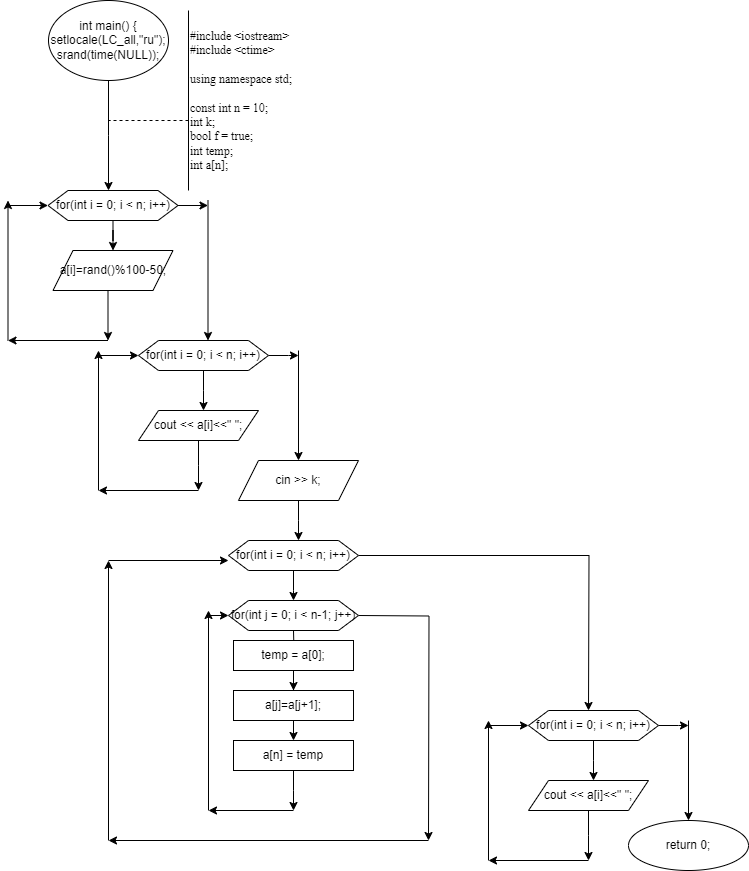 int main() {
setlocale(LC_all,"ru");
srand(time(NULL));
#include <iostream>
#include <ctime>
using namespace std;
const int n = 10;
int k;
bool f = true;
int temp;
int a[n];
for(int i = 0; i < n; i++)
a[i]=rand()%100-50;
for(int i = 0; i < n; i++)
cout << a[i]<<" ";
cin >> k;
for(int i = 0; i < n; i++)
for(int j = 0; i < n-1; j++)
temp = a[0];
a[j]=a[j+1];
a[n] = temp
for(int i = 0; i < n; i++)
cout << a[i]<<" ";
return 0;